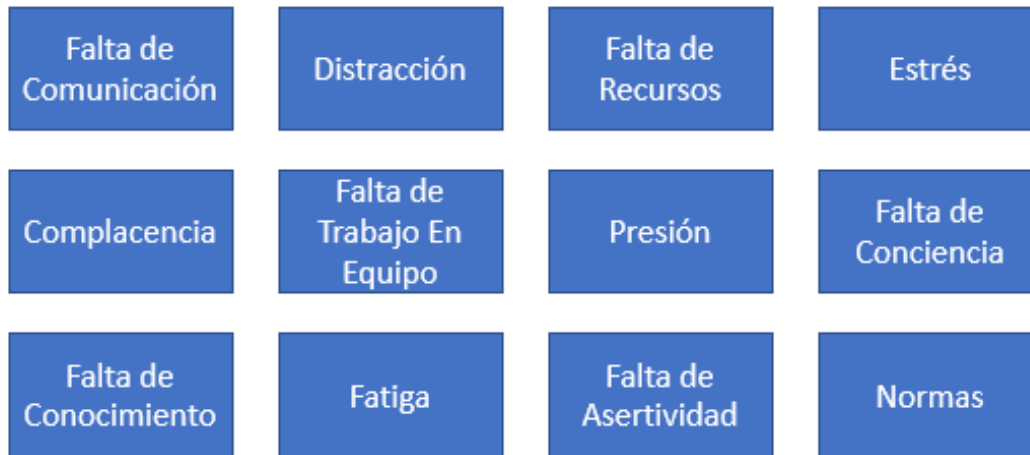 Falta de
Comunicación
Distracción
Falta de
Recursos
Estrés
Complacencia
Falta de
Trabajo En
Equipo
Presión
Falta de
Conciencia
Falta de
Conocimiento
Fatiga
Falta de
Asertividad
Normas